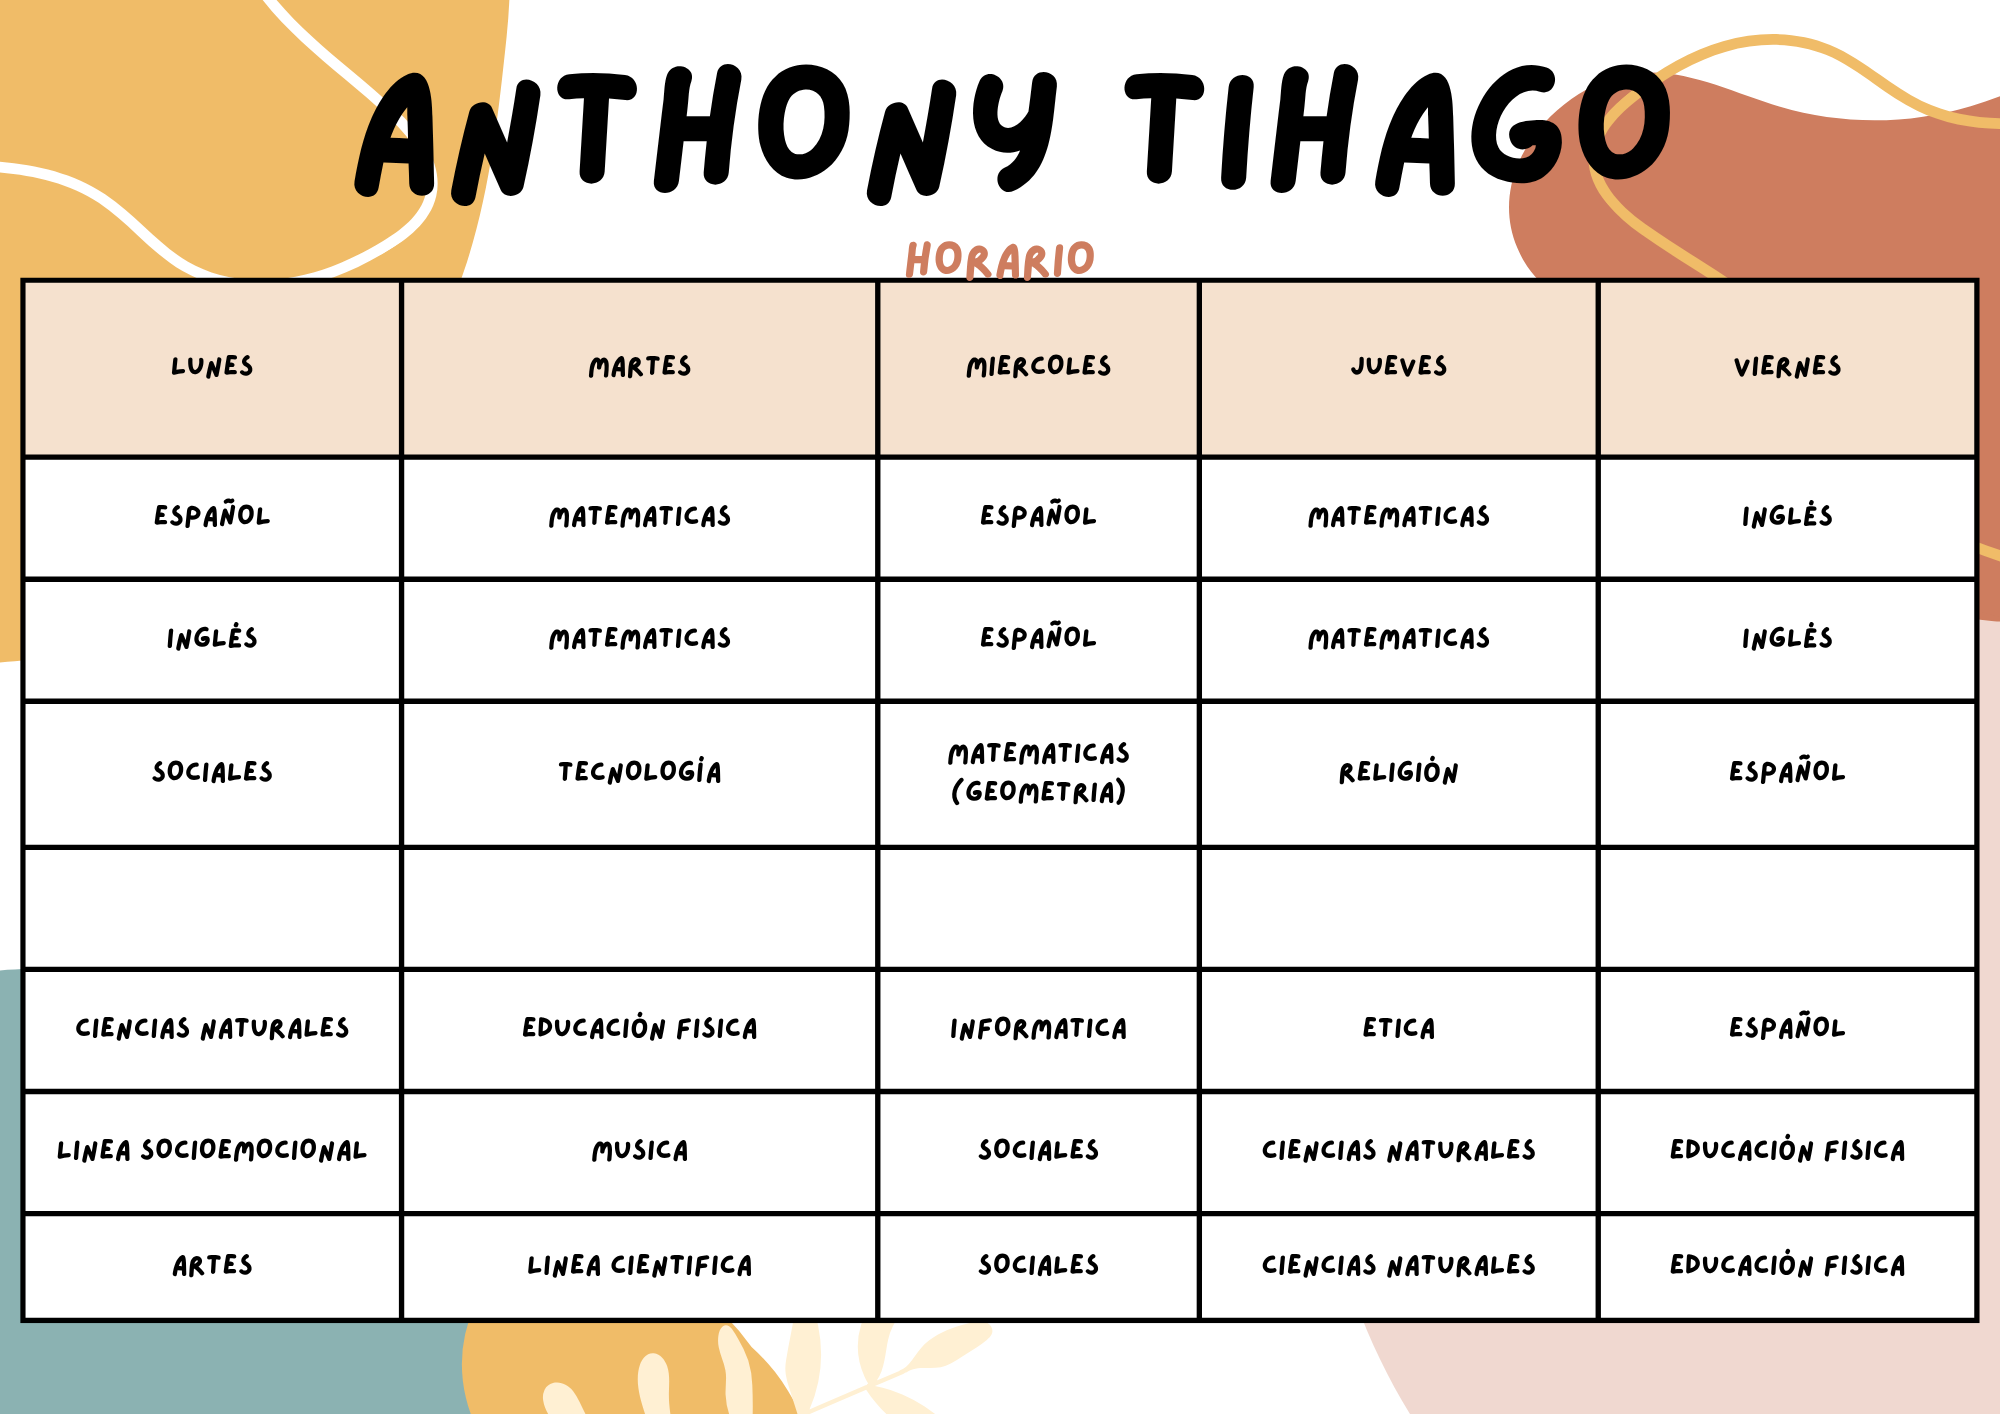 ANTHONY TIHAGO
HORARIO
LUNES MARTES MIERCOLES JUEVES VIERNES
ESPAÑOL MATEMATICAS ESPAÑOL MATEMATICAS INGLÉS
INGLÉS MATEMATICAS ESPAÑOL MATEMATICAS INGLÉS
SOCIALES TECNOLOGÍA MATEMATICAS (GEOMETRIA) RELIGIÓN ESPAÑOL
CIENCIAS NATURALES EDUCACIÓN FISICA INFORMATICA ETICA ESPAÑOL
LINEA SOCIOEMOCIONAL MUSICA SOCIALES CIENCIAS NATURALES EDUCACIÓN FISICA
ARTES LINEA CIENTIFICA SOCIALES CIENCIAS NATURALES EDUCACIÓN FISICA